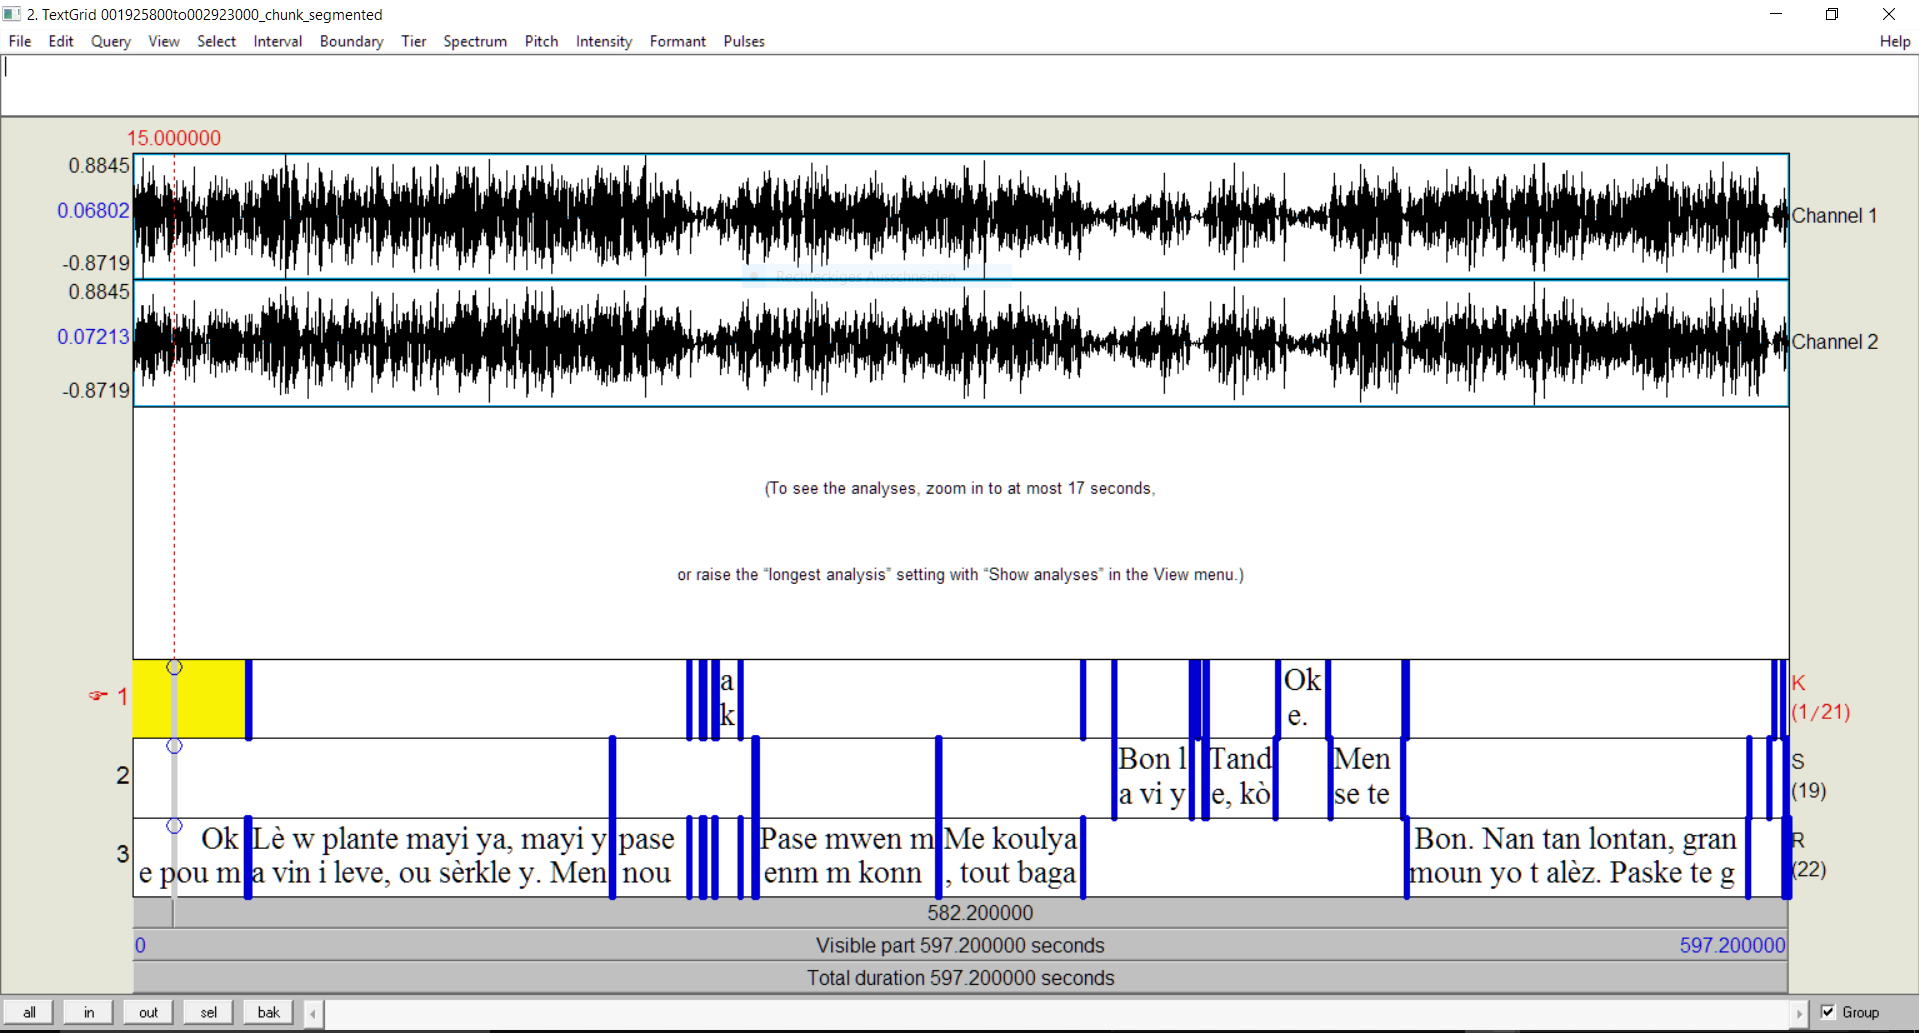 2. TextGrid 001925800to002923000_chunk_segmented
File Edit Query View Select Interval Boundary Tier Spectrum Pitch Intensity Formant Pulses Help
15.000000
0.8845
0.06802
-0.8719
Channel 1
Rechteckiges Ausschneiden
0.8845
0.07213
-0.8719
Channel 2
(To see the analyses, zoom in to at most 17 seconds,
or raise the “longest analysis” setting with “Show analyses” in the View menu.)
1
a
k
Ok
e.
K
(1/21)
2
Bon l
a vi y
Tand
e, kò
Men
se te
S
(19)
3
Ok
e pou m
Lè w plante mayi ya, mayi y
a vin i leve, ou sèrkle y. Men
pase
nou
Pase mwen m
enm m konn
Me koulya
, tout baga
Bon. Nan tan lontan, gran
moun yo t alèz. Paske te g
R
(22)
582.200000
0 Visible part 597.200000 seconds 597.200000
Total duration 597.200000 seconds
all in out sel bak Group